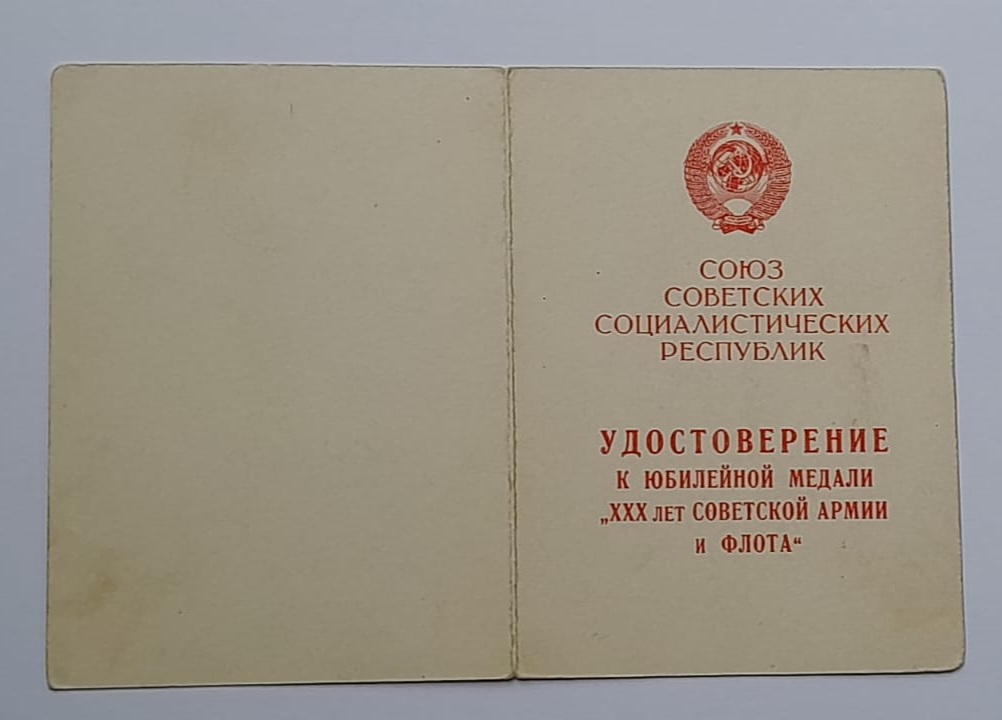 СОЮЗ
СОВЕТСКИХ
СОЦИАЛИСТИЧЕСКИХ
РЕСПУБЛИК
УДОСТОВЕРЕНИЕ
К ЮБИЛЕЙНОЙ МЕДАЛИ
„XXX ЛЕТ СОВЕТСКОЙ АРМИИ
И ФЛОТА“